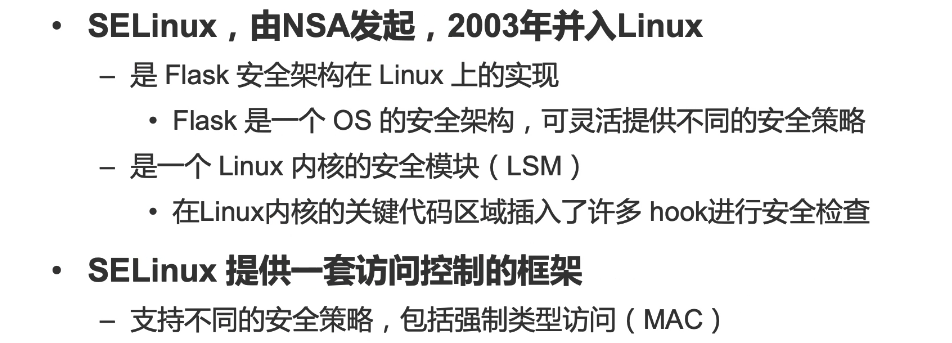 • SELinux，由NSA发起，2003年并入Linux
– 是 Flask 安全架构在 Linux 上的实现
• Flask 是一个 OS 的安全架构，可灵活提供不同的安全策略
– 是一个 Linux 内核的安全模块（LSM）
• 在Linux内核的关键代码区域插入了许多 hook进行安全检查
• SELinux 提供一套访问控制的框架
– 支持不同的安全策略，包括强制类型访问（MAC）